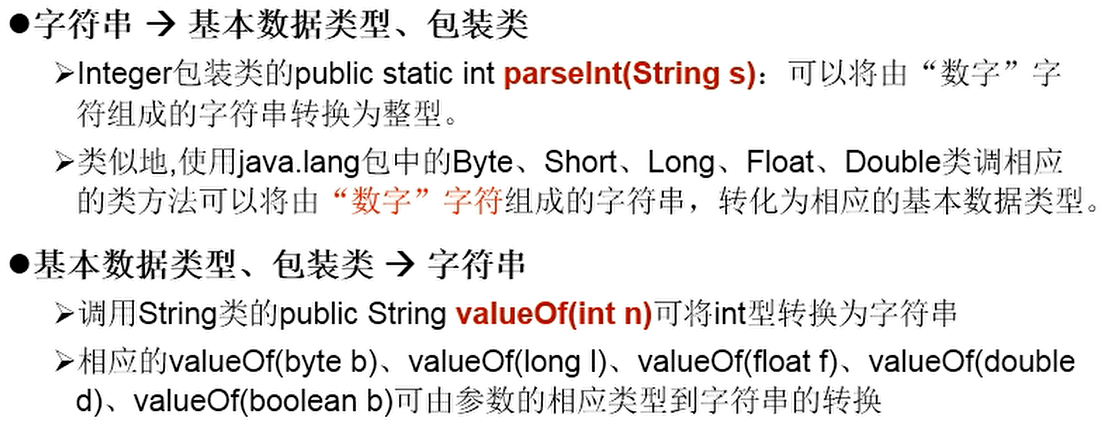 ●字符串 → 基本数据类型、包装类
➢Integer包装类的public static int parseInt(String s)：可以将由“数字”字
符组成的字符串转换为整型。
➢类似地,使用java.lang包中的Byte、Short、Long、Float、Double类调相应
的类方法可以将由“数字”字符组成的字符串，转化为相应的基本数据类型。
●基本数据类型、包装类 → 字符串
➢调用String类的public String valueOf(int n)可将int型转换为字符串
➢相应的valueOf(byte b)、valueOf(long l)、valueOf(float f)、valueOf(double
d)、valueOf(boolean b)可由参数的相应类型到字符串的转换